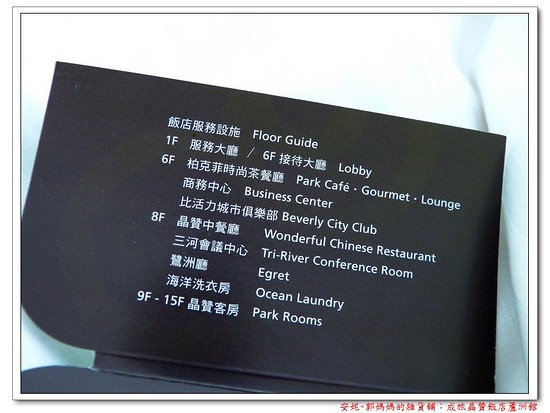 飯店服務設施 Floor Guide
1F 服務大廳 / 6F 接待大廳 Lobby
6F 柏克菲時尚茶餐廳 Park Café · Gourmet · Lounge
商務中心 Business Center
比活力城市俱樂部 Beverly City Club
8F 晶贊中餐廳 Wonderful Chinese Restaurant
三河會議中心 Tri-River Conference Room
鷺洲廳 Egret
海洋洗衣房 Ocean Laundry
9F - 15F 晶贊客房 Park Rooms
安妮-郭媽媽的雜貨鋪：成旅晶贊飯店蘆洲館